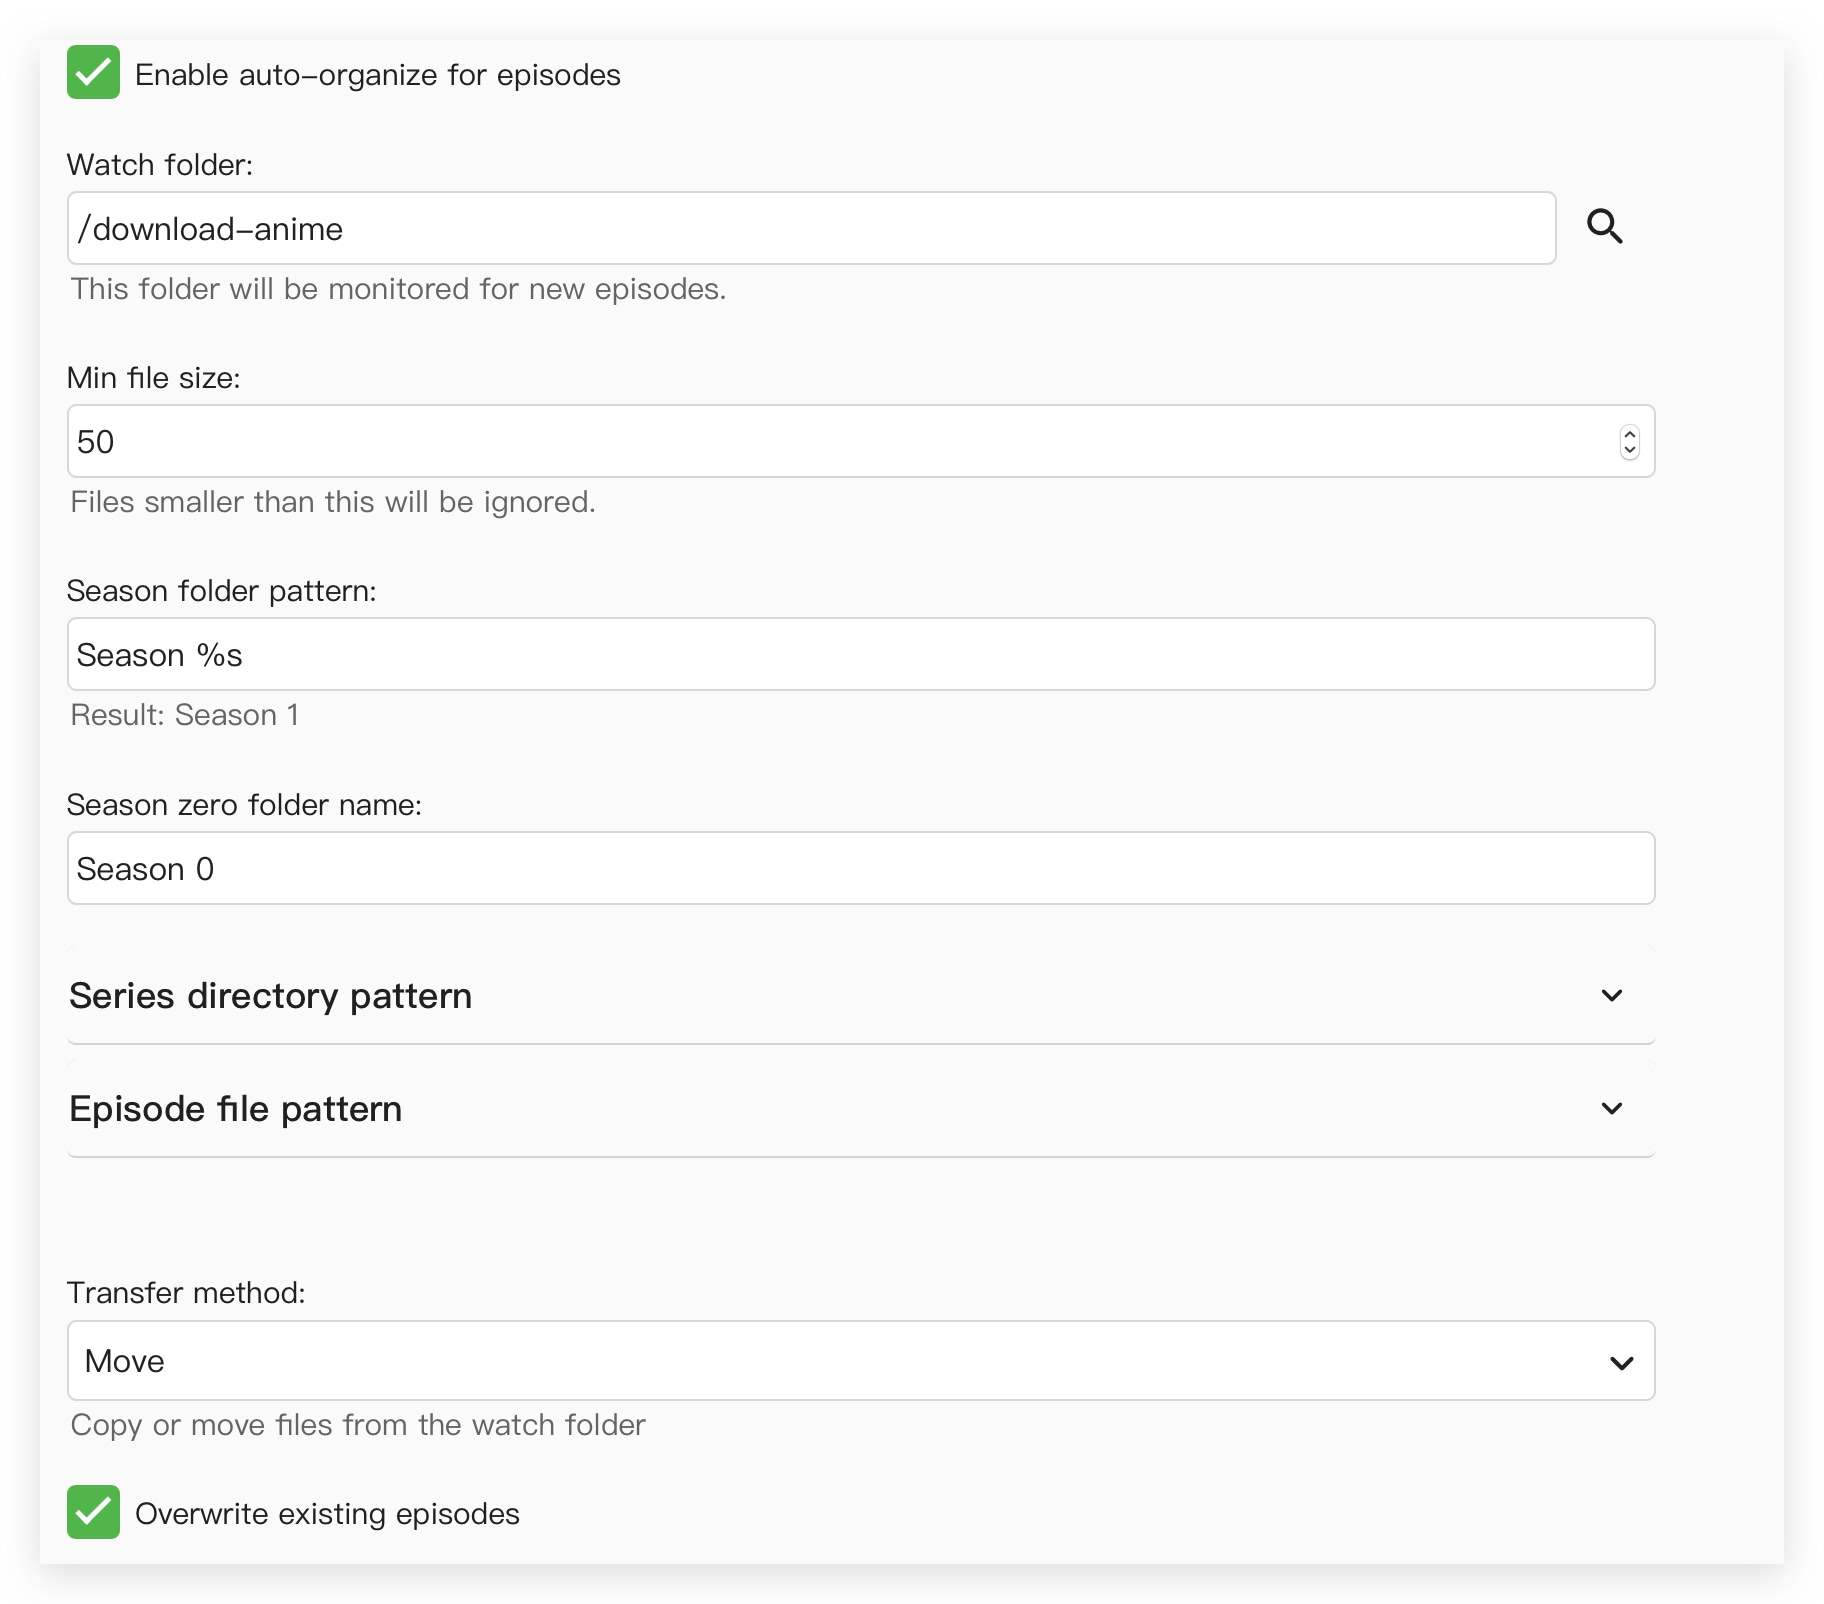 Enable auto-organize for episodes
Watch folder:
/download-anime
This folder will be monitored for new episodes.
Min file size:
50
Files smaller than this will be ignored.
Season folder pattern:
Season %s
Result: Season 1
Season zero folder name:
Season 0
Series directory pattern
Episode file pattern
Transfer method:
Move
Copy or move files from the watch folder
Overwrite existing episodes